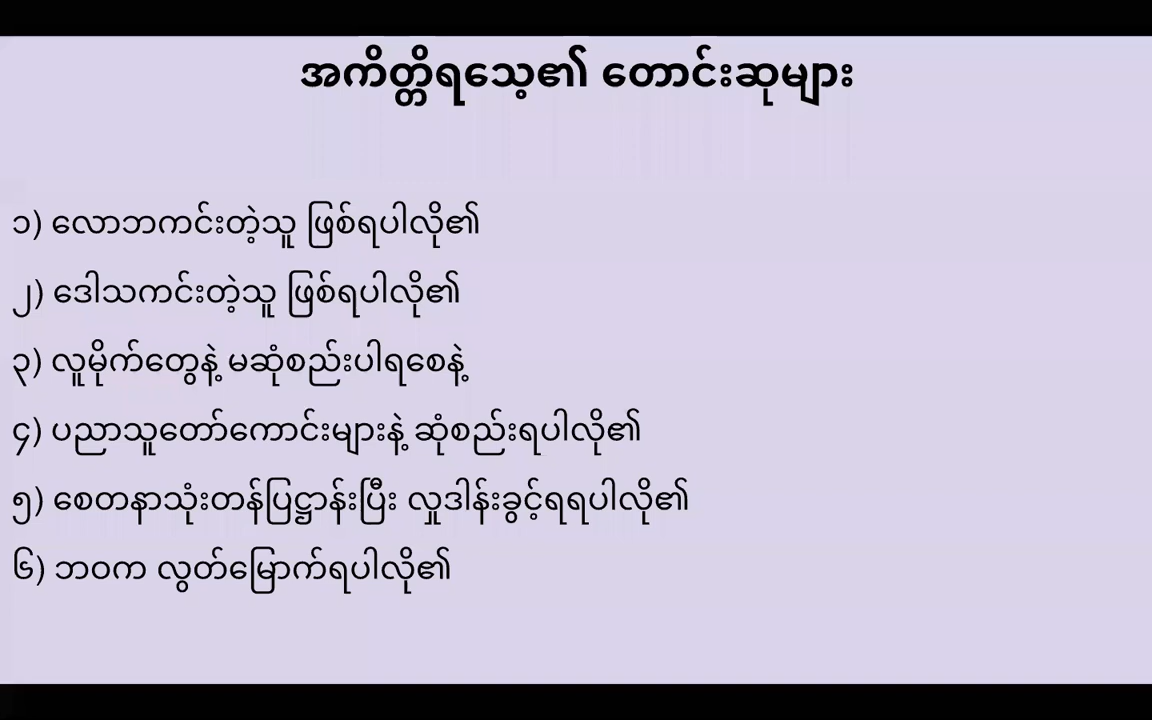 အကိတ္တိရသေ့၏ တောင်းဆုများ
၁) လောဘကင်းတဲ့သူ ဖြစ်ရပါလို၏
၂) ဒေါသကင်းတဲ့သူ ဖြစ်ရပါလို၏
၃) လူမိုက်တွေနဲ့ မဆုံစည်းပါရစေနဲ့
၄) ပညာသူတော်ကောင်းများနဲ့ ဆုံစည်းရပါလို၏
၅) စေတနာသုံးတန်ပြဋ္ဌာန်းပြီး လှူဒါန်းခွင့်ရရပါလို၏
၆) ဘဝက လွတ်မြောက်ရပါလို၏